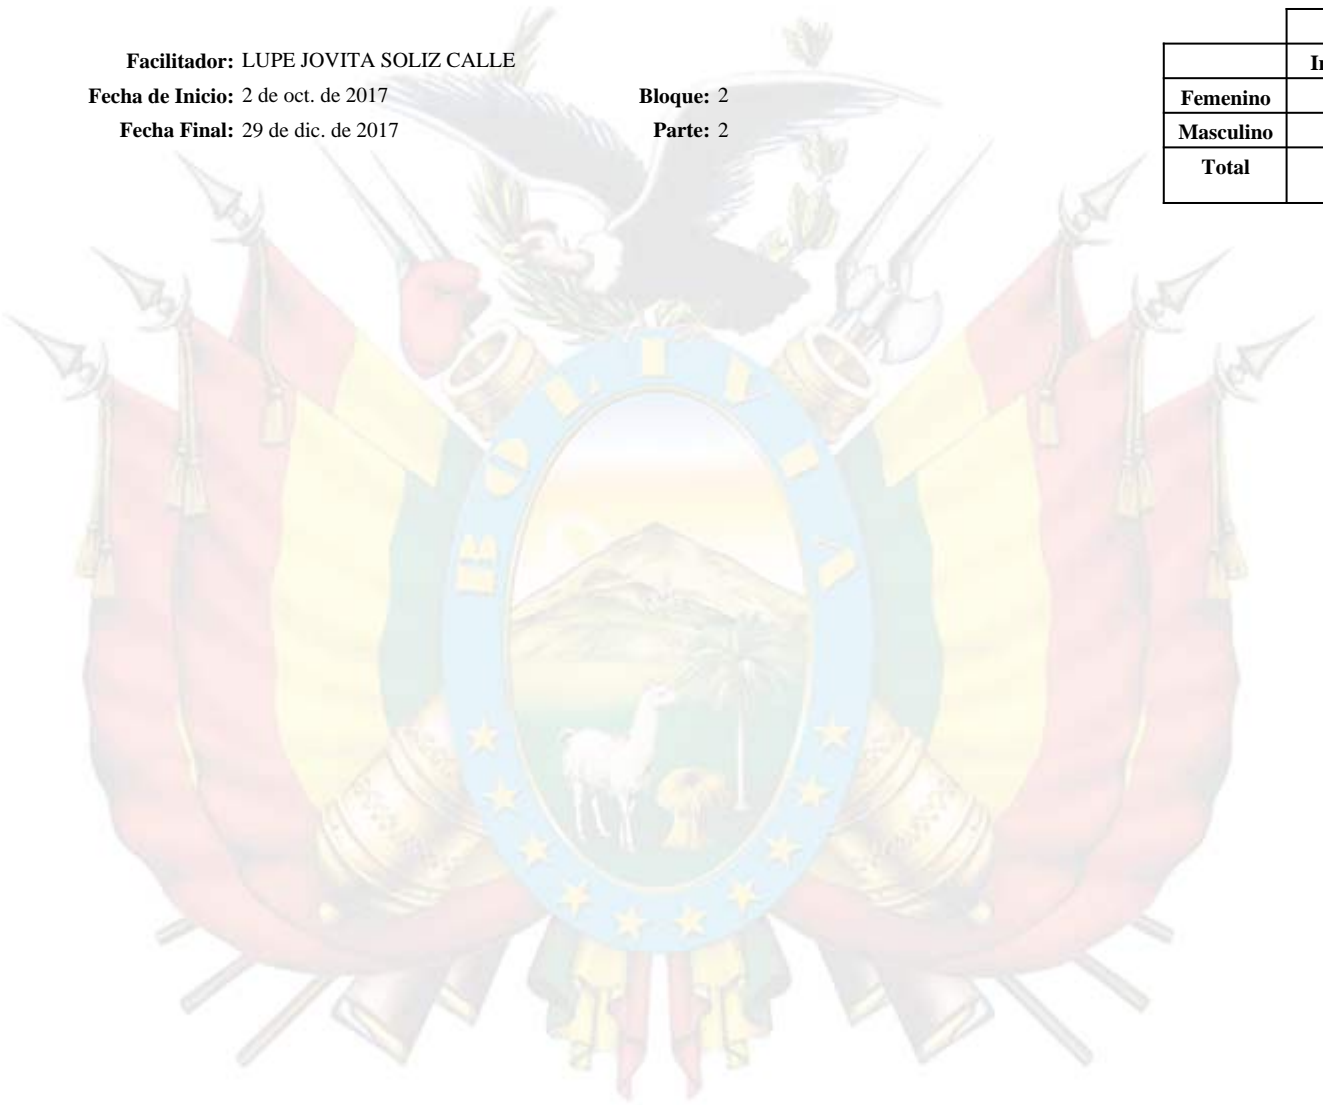 Facilitador: LUPE JOVITA SOLIZ CALLE
Fecha de Inicio: 2 de oct. de 2017 Bloque: 2
Fecha Final: 29 de dic. de 2017 Parte: 2
Femenino
Masculino
Total
BOLIVIA